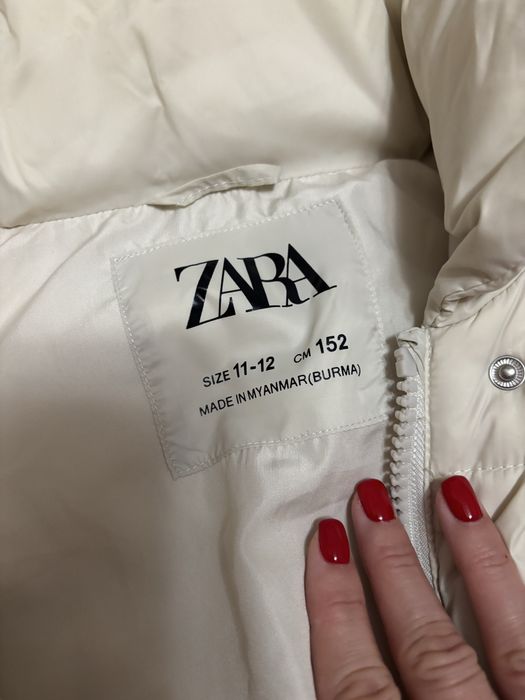 ZARA
SIZE 11-12 CM 152
MADE IN MYANMAR(BURMA)